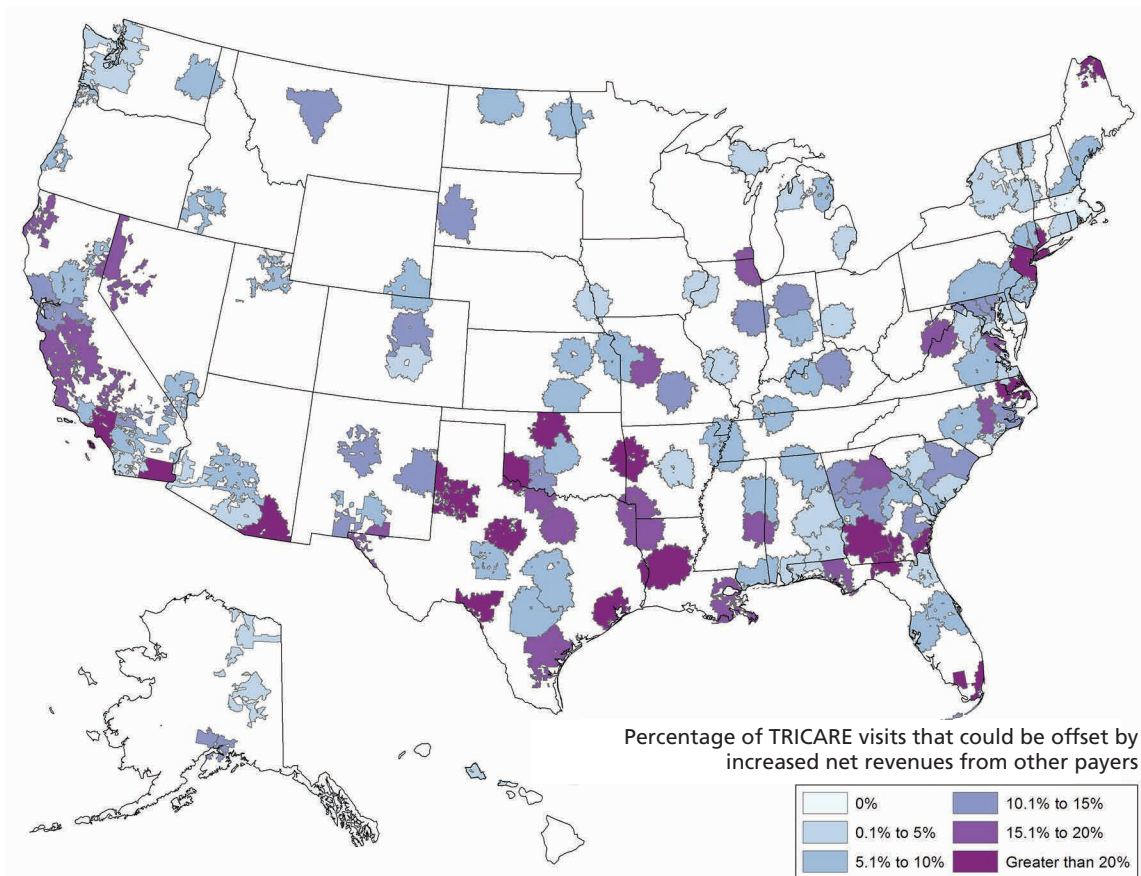 Percentage of TRICARE visits that could be offset by
increased net revenues from other payers
0%
0.1% to 5%
5.1% to 10%
10.1% to 15%
15.1% to 20%
Greater than 20%